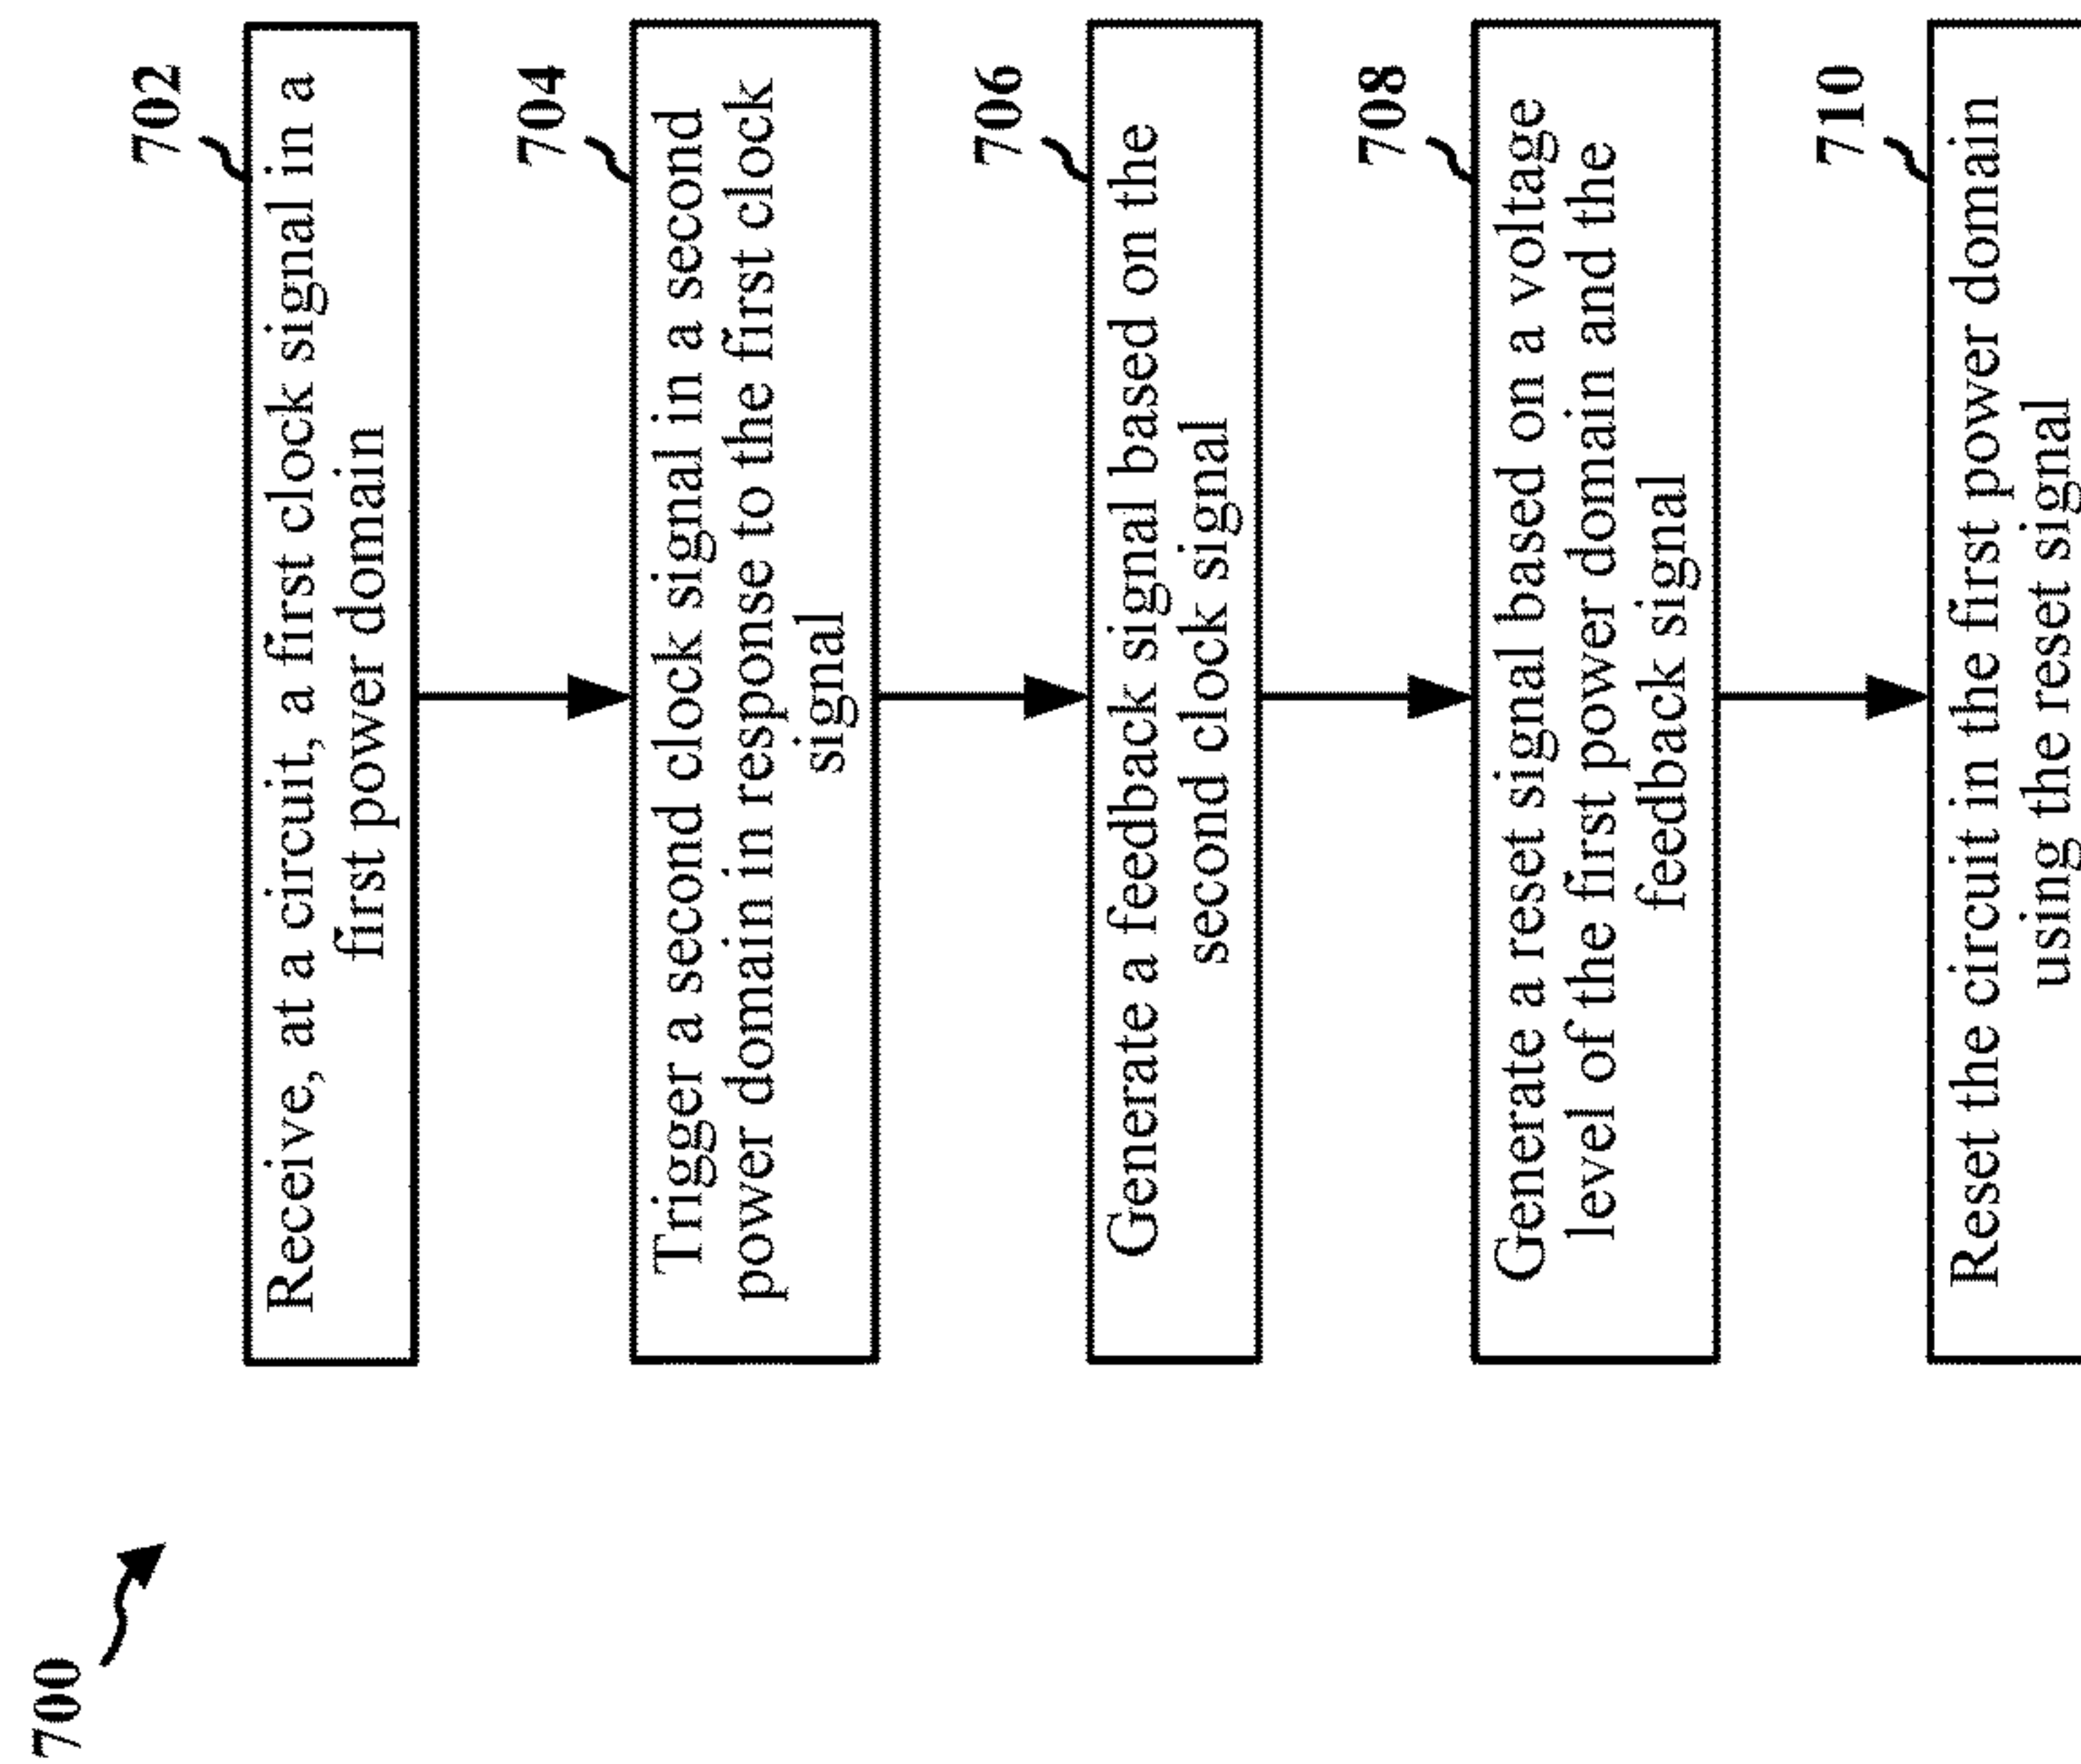 700
702
Receive, at a circuit, a first clock signal in a
first power domain
704
Trigger a second clock signal in a second
power domain in response to the first clock
signal
706
Generate a feedback signal based on the
second clock signal
708
Generate a reset signal based on a voltage
level of the first power domain and the
feedback signal
710
Reset the circuit in the first power domain
using the reset signal